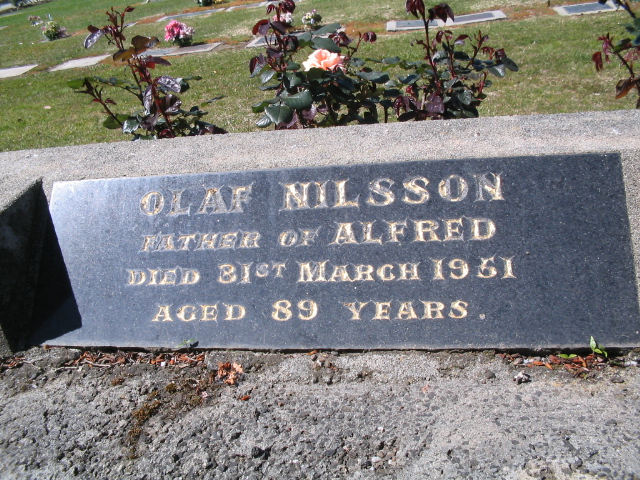 OLAF NILSSON
FATHER OF ALFRED
DIED 31ST MARCH 1951
AGED 89 YEARS.